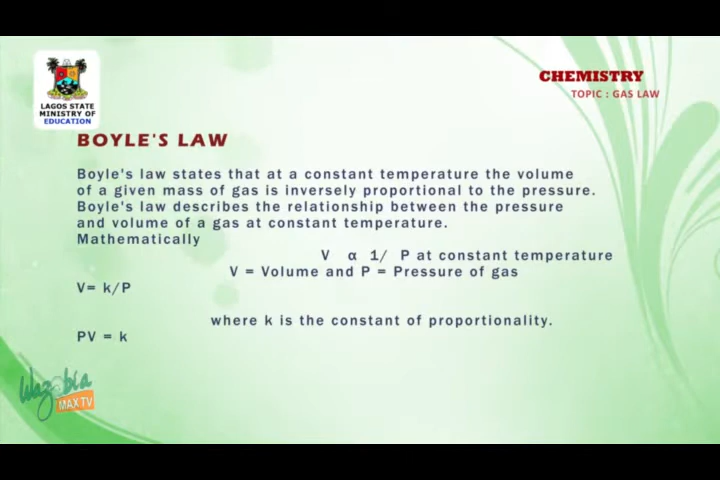 LAGOS STATE
MINISTRY OF
EDUCATION
CHEMISTRY
TOPIC : GAS LAW
BOYLE'S LAW
Boyle's law states that at a constant temperature the volume
of a given mass of gas is inversely proportional to the pressure.
Boyle's law describes the relationship between the pressure
and volume of a gas at constant temperature.
Mathematically
V α 1/ P at constant temperature
V = Volume and P = Pressure of gas
V= k/P
where k is the constant of proportionality.
PV = k
Wazobia
MAX TV